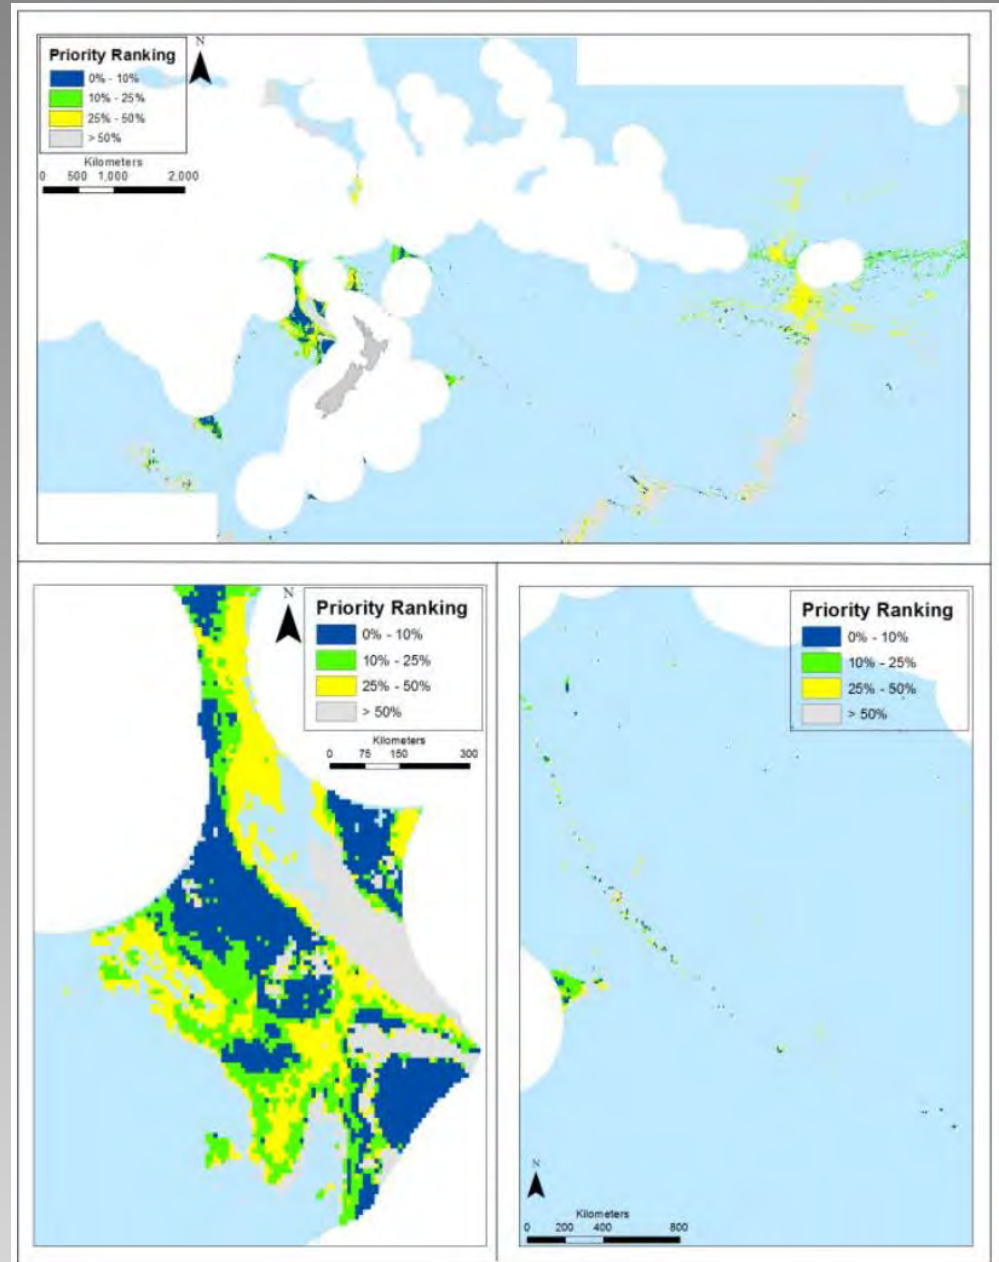 N
Priority Ranking
0% - 10%
10% - 25%
25% - 50%
> 50%
Kilometers
0 500 1,000 2,000
N
Priority Ranking
0% - 10%
10% - 25%
25% - 50%
> 50%
Kilometers
0 75 150 300
Priority Ranking
0% - 10%
10% - 25%
25% - 50%
> 50%
N
Kilometers
0 200 400 800